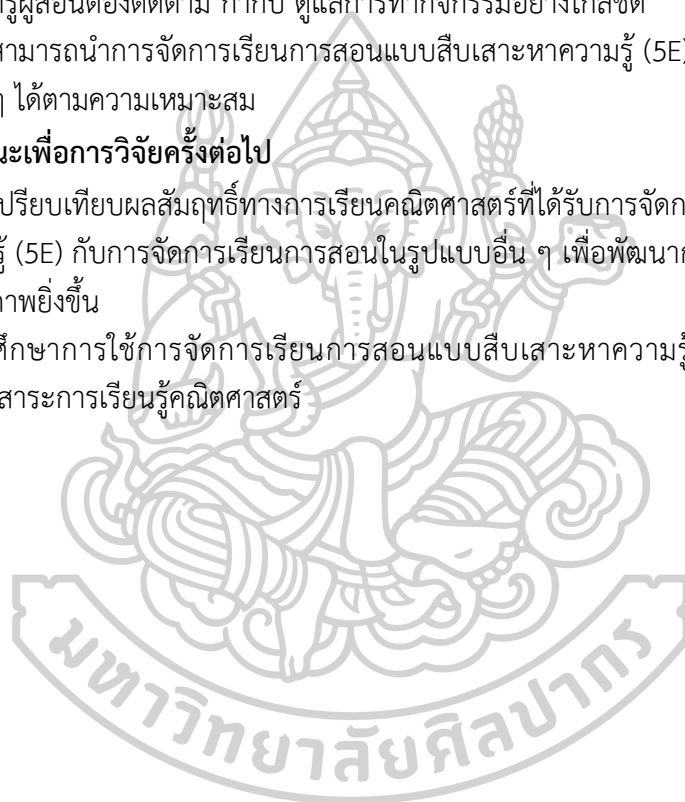 รูผู้สอนต้องติดตาม กำกับ ดูแลการทำกิจกรรมอย่างใกล้ชิด
สามารถนำการจัดการเรียนการสอนแบบสืบเสาะหาความรู้ (5E)
ๆ ได้ตามความเหมาะสม
นะเพื่อการวิจัยครั้งต่อไป
เปรียบเทียบผลสัมฤทธิ์ทางการเรียนคณิตศาสตร์ที่ได้รับการจัดก
รู้ (5E) กับการจัดการเรียนการสอนในรูปแบบอื่น ๆ เพื่อพัฒนาก
ภาพยิ่งขึ้น
ศึกษาการใช้การจัดการเรียนการสอนแบบสืบเสาะหาความรู้
สาระการเรียนรู้คณิตศาสตร์
มหาวิทยาลัยศิลปากร